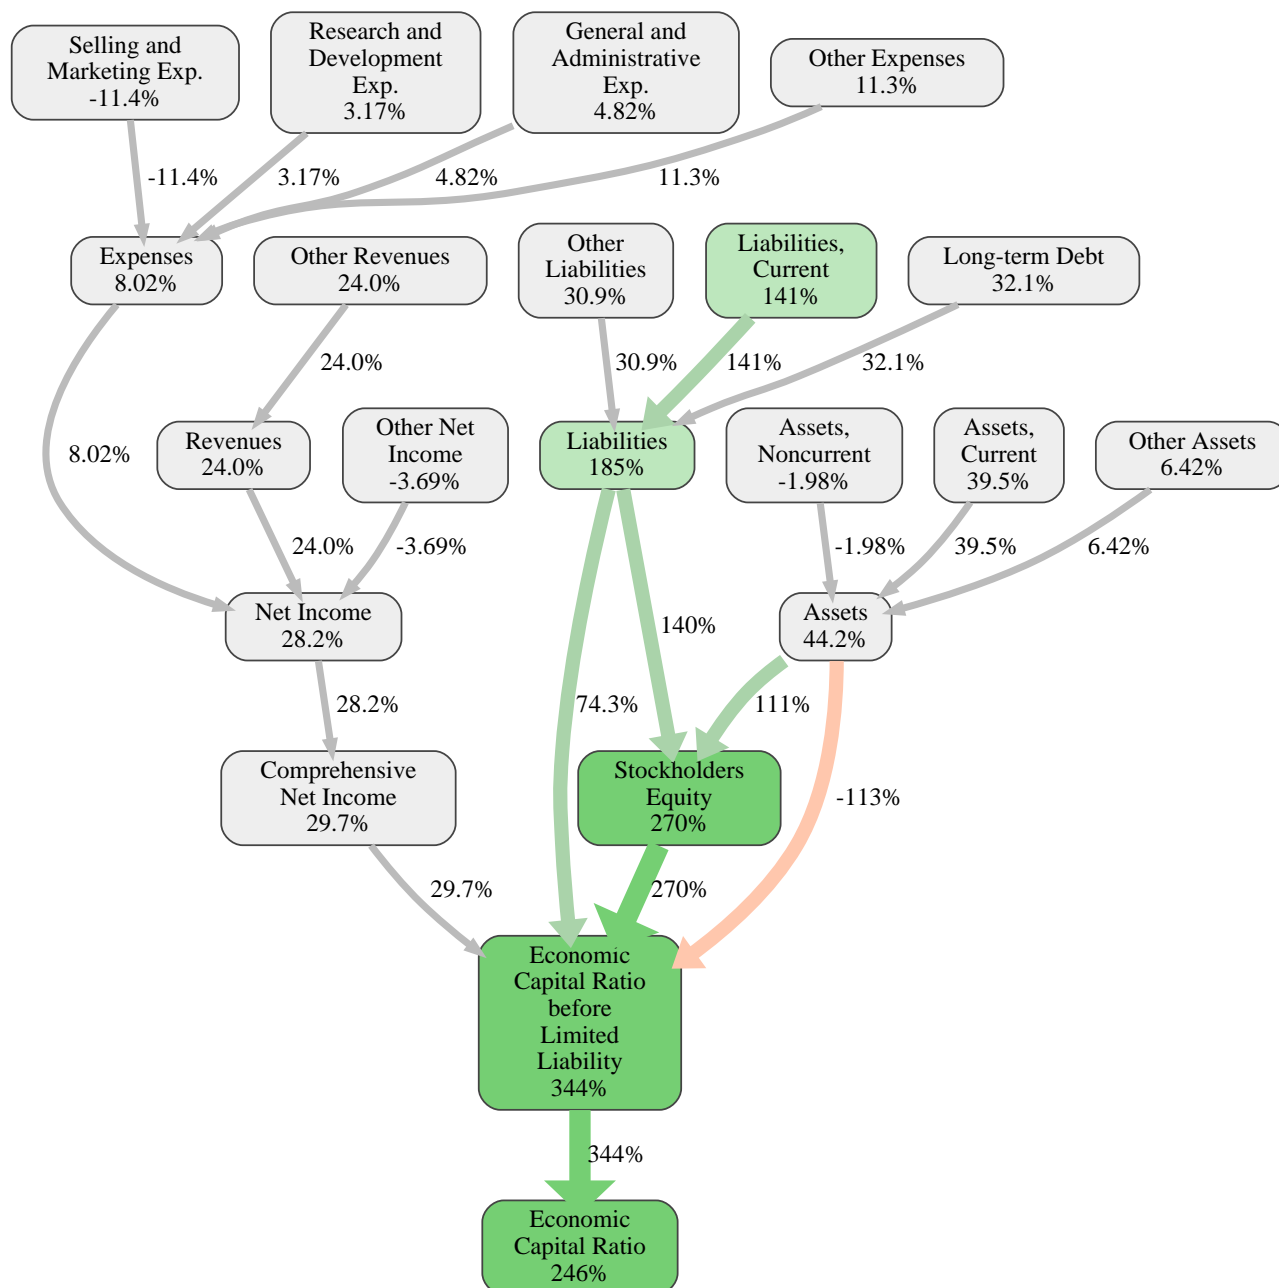 Selling and
Marketing Exp.
-11.4%
Research and
Development
Exp.
3.17%
General and
Administrative
Exp.
4.82%
Other Expenses
11.3%
-11.4%
3.17%
4.82%
11.3%
Expenses
8.02%
Other Revenues
24.0%
Other
Liabilities
30.9%
Liabilities,
Current
141%
Long-term Debt
32.1%
24.0%
30.9%
141%
32.1%
8.02%
Revenues
24.0%
Other Net
Income
-3.69%
Liabilities
185%
Assets,
Noncurrent
-1.98%
Assets,
Current
39.5%
Other Assets
6.42%
24.0%
-3.69%
-1.98%
39.5%
6.42%
Net Income
28.2%
140%
Assets
44.2%
28.2%
74.3%
111%
Comprehensive
Net Income
29.7%
Stockholders
Equity
270%
-113%
29.7%
270%
Economic
Capital Ratio
before
Limited
Liability
344%
344%
Economic
Capital Ratio
246%